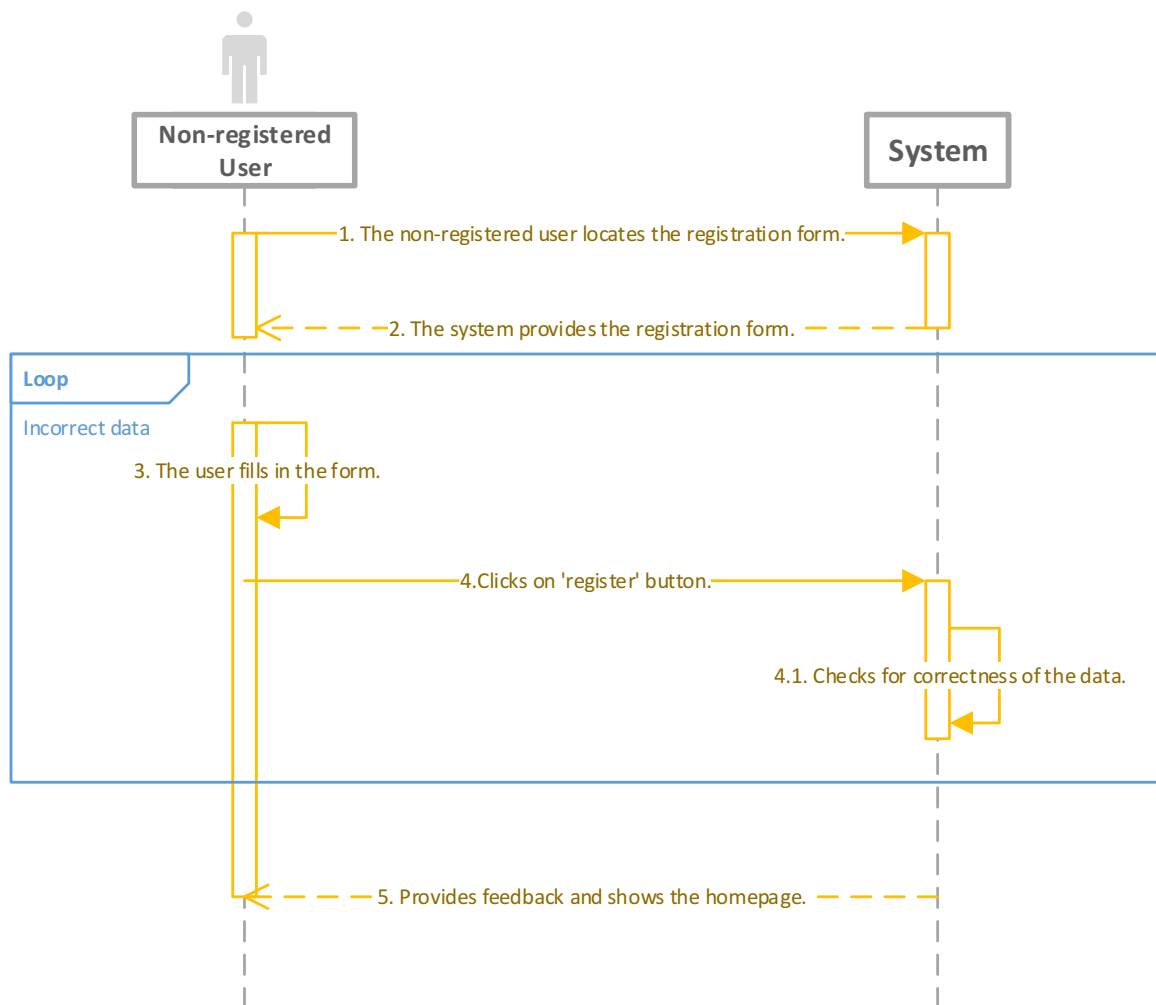 Non-registered
User
System
1. The non-registered user locates the registration form.
2. The system provides the registration form.
Loop
Incorrect data
3. The user fills in the form.
4.Clicks on 'register' button.
4.1. Checks for correctness of the data.
5. Provides feedback and shows the homepage.